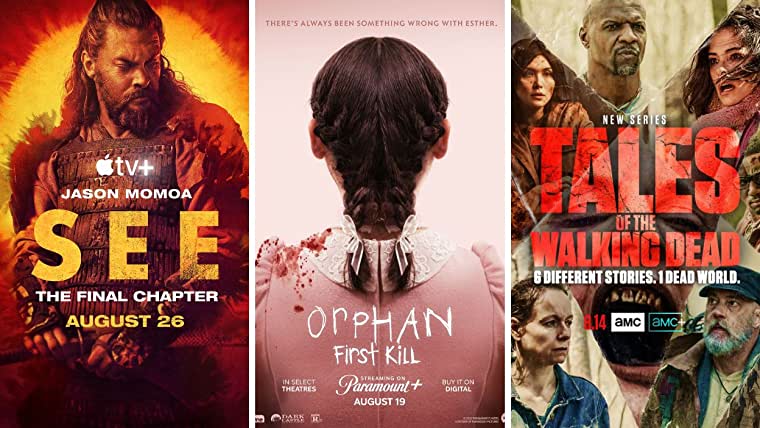 tv+
JASON MOMOA
SEE
THE FINAL CHAPTER
AUGUST 26
THERE'S ALWAYS BEEN SOMETHING WRONG WITH ESTHER.
OrpHAN
First Kill
IN SELECT
THEATRES
STREAMING ON
Paramount+
AUGUST 19
BUY IT ON
DIGITAL
DARK
CASTLE
R
NEW SERIES
TALES
OF THE
WALKING DEAD
6 DIFFERENT STORIES. 1 DEAD WORLD.
8.14 aMC aMC+